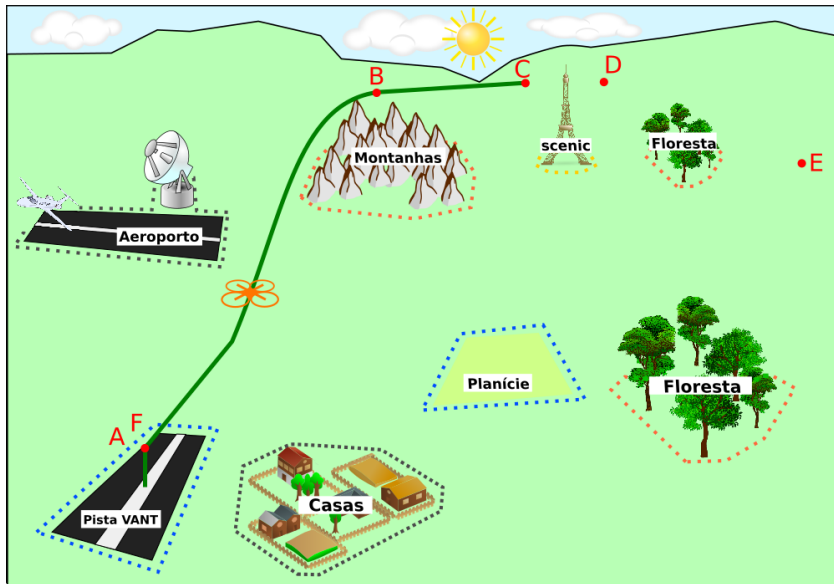 B
C
D
scenic
Floresta
Montanhas
E
Aeroporto
Planície
Floresta
A
F
Casas
Pista VANT